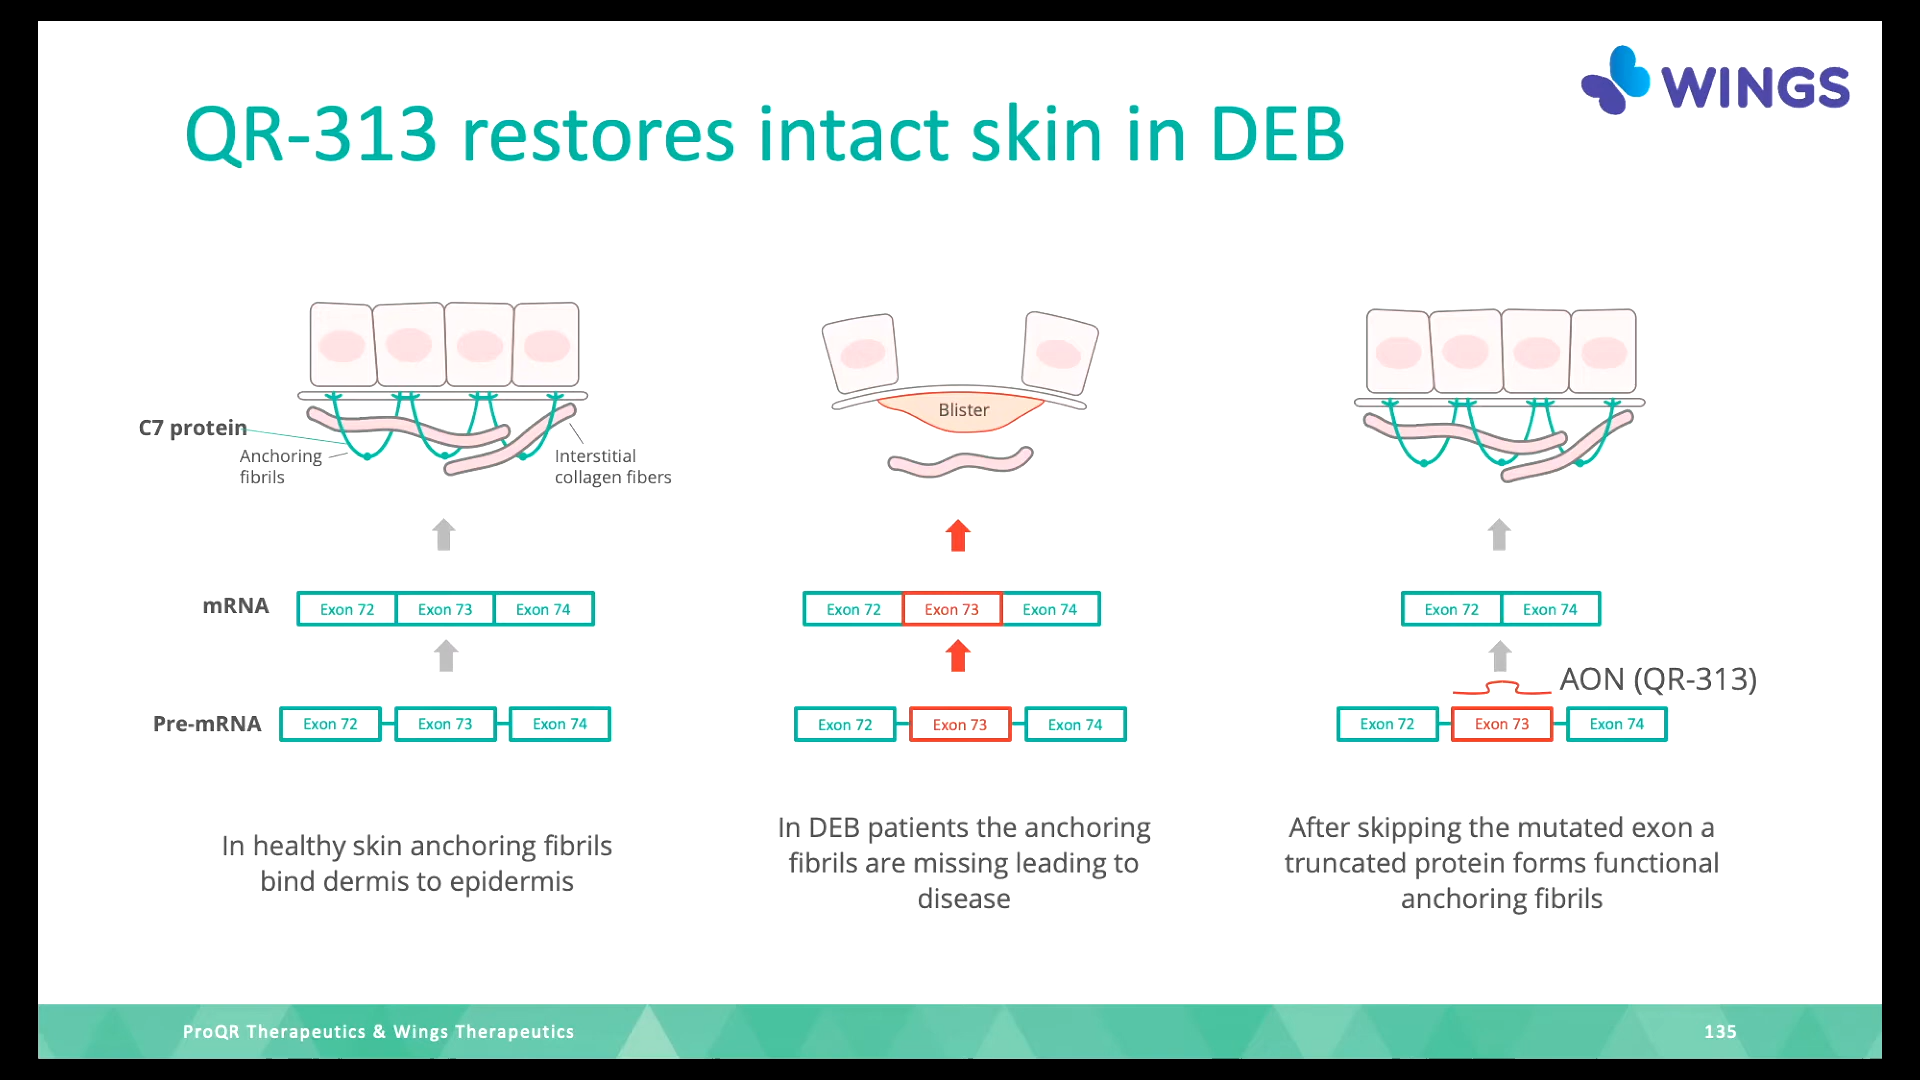 WINGS
QR-313 restores intact skin in DEB
C7 protein
Anchoring
fibrils
Interstitial
collagen fibers
mRNA
Exon 72 Exon 73 Exon 74
Pre-mRNA
Exon 72 Exon 73 Exon 74
In healthy skin anchoring fibrils
bind dermis to epidermis
Blister
Exon 72 Exon 73 Exon 74
Exon 72 Exon 73 Exon 74
In DEB patients the anchoring
fibrils are missing leading to
disease
Exon 72 Exon 74
AON (QR-313)
Exon 72 Exon 73 Exon 74
After skipping the mutated exon a
truncated protein forms functional
anchoring fibrils
ProQR Therapeutics & Wings Therapeutics
135